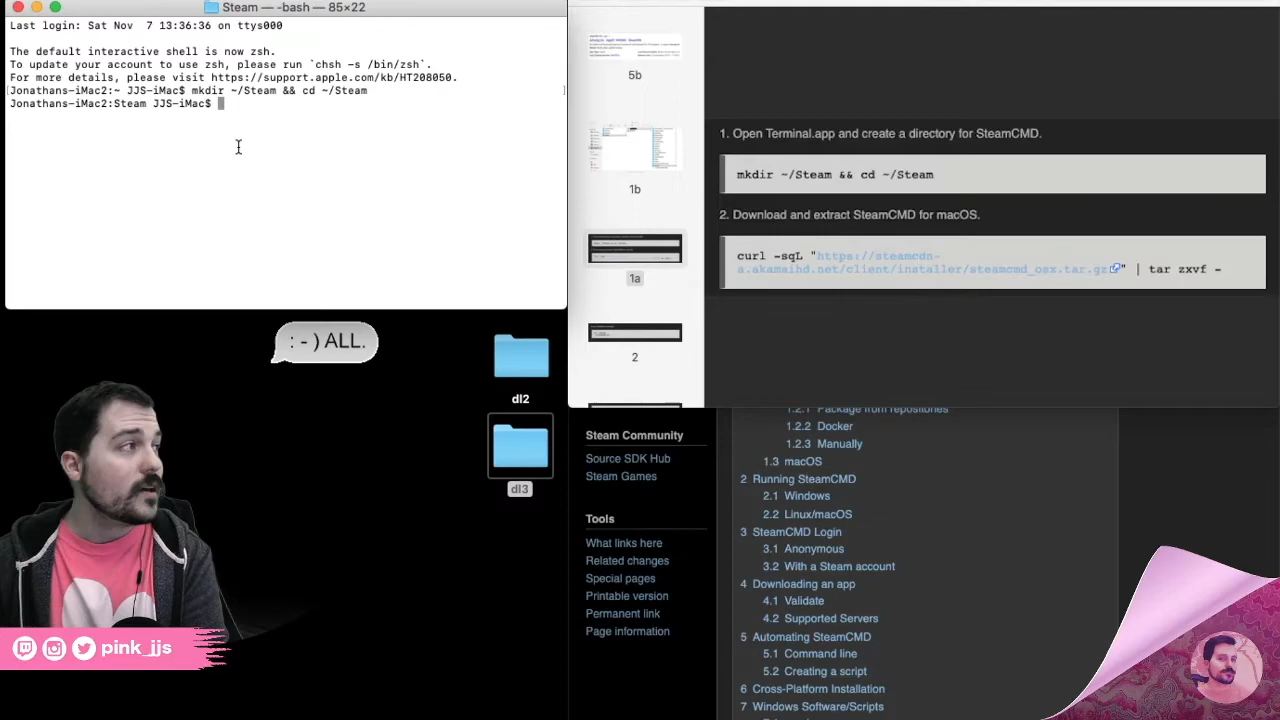 Steam — -bash — 85×22
Last login: Sat Nov  7 13:36:36 on ttys000
The default interactive shell is now zsh.
To update your account to use zsh, please run `chsh -s /bin/zsh`.
For more details, please visit https://support.apple.com/kb/HT208050.
[Jonathans-iMac2:~ JJS-iMac$ mkdir ~/Steam && cd ~/Steam ]
Jonathans-iMac2:Steam JJS-iMac$
: - ) ALL.
dl2
dl3
pink_jjs
5b
1b
1a
2
1. Open Terminal.app and create a directory for SteamCMD.
mkdir ~/Steam && cd ~/Steam
2. Download and extract SteamCMD for macOS.
curl -sqL "https://steamcdn-
a.akamaihd.net/client/installer/steamcmd_osx.tar.gz" | tar zxvf -
Steam Community
Source SDK Hub
Steam Games
Tools
What links here
Related changes
Special pages
Printable version
Permanent link
Page information
1.2.1 Package from repositories
1.2.2 Docker
1.2.3 Manually
1.3 macOS
2 Running SteamCMD
2.1 Windows
2.2 Linux/macOS
3 SteamCMD Login
3.1 Anonymous
3.2 With a Steam account
4 Downloading an app
4.1 Validate
4.2 Supported Servers
5 Automating SteamCMD
5.1 Command line
5.2 Creating a script
6 Cross-Platform Installation
7 Windows Software/Scripts